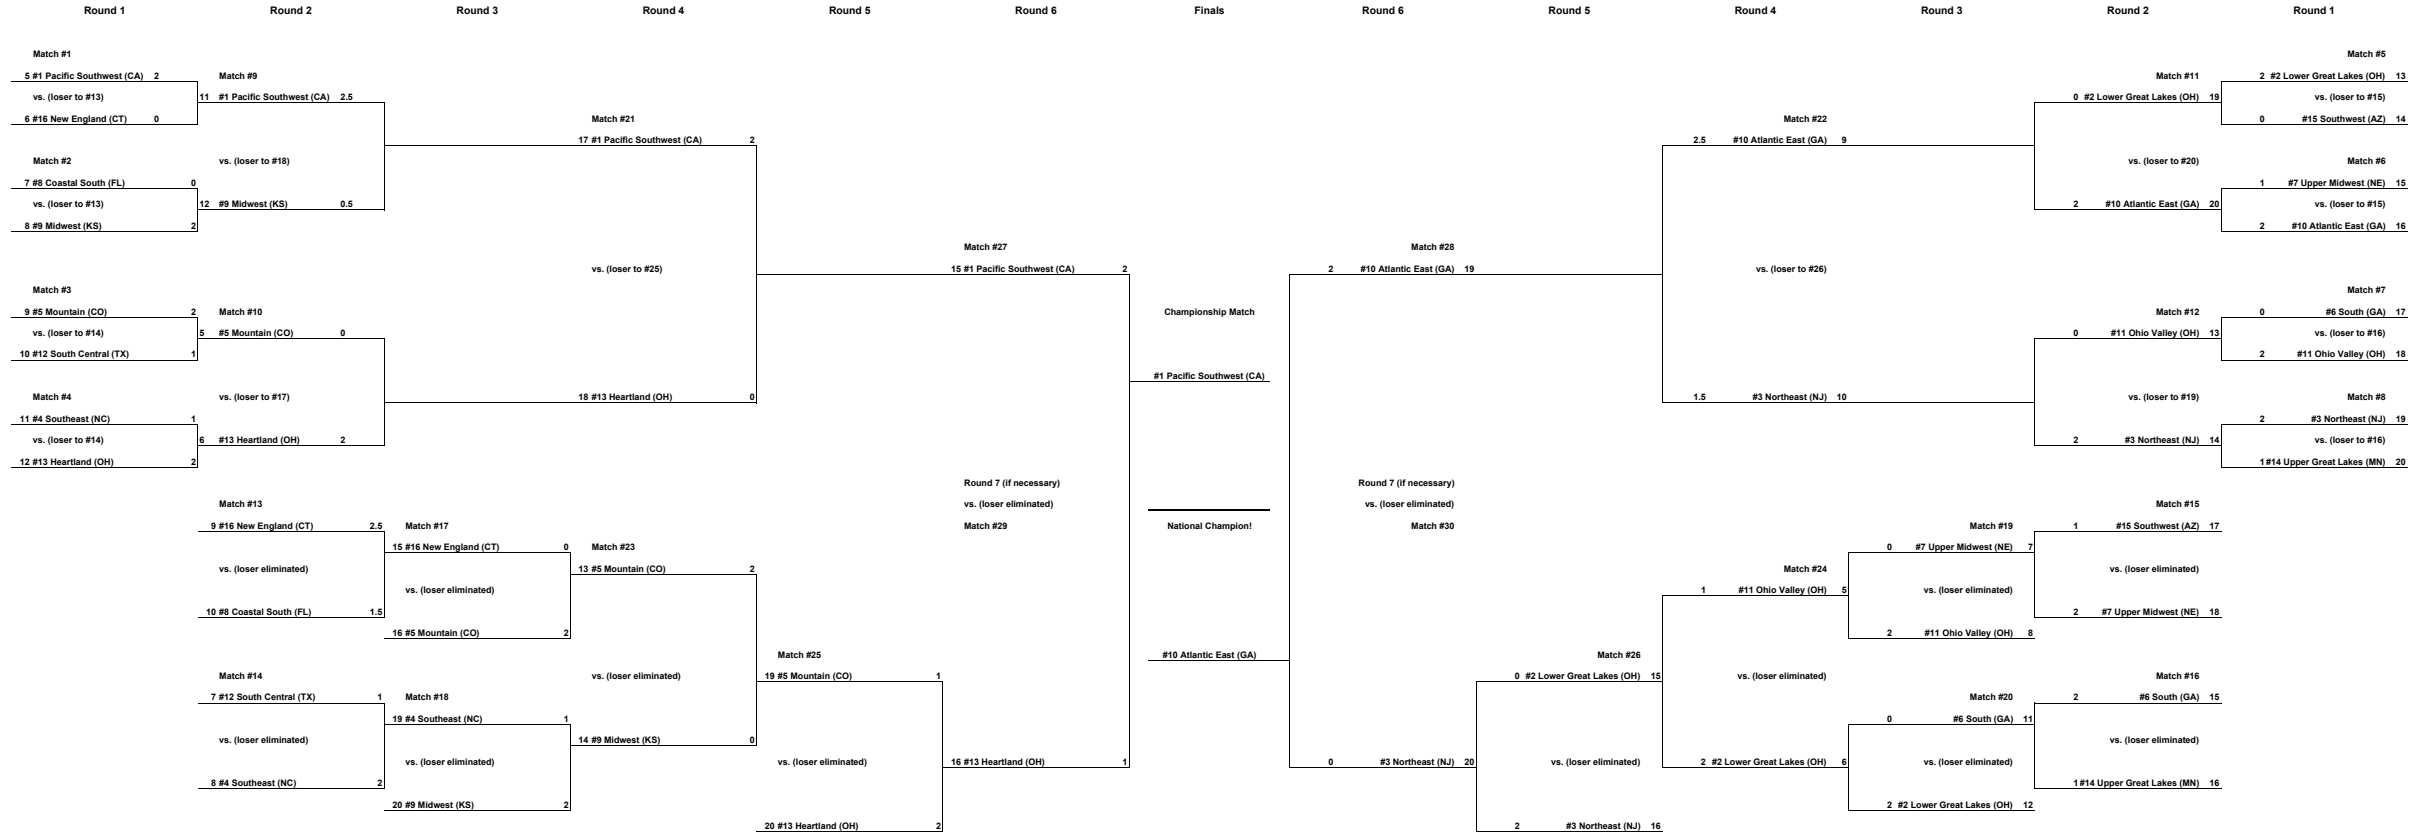 Round 1 Round 2 Round 3 Round 4 Round 5 Round 6 Finals Round 6 Round 5 Round 4 Round 3 Round 2 Round 1
Match #1 Match #5
5 #1 Pacific Southwest (CA) 2 Match #9 Match #11 2 #2 Lower Great Lakes (OH) 13
vs. (loser to #13) 11 #1 Pacific Southwest (CA) 2.5 0 #2 Lower Great Lakes (OH) 19 vs. (loser to #15)
6 #16 New England (CT) 0 Match #21 Match #22 0 #15 Southwest (AZ) 14
17 #1 Pacific Southwest (CA) 2 2.5 #10 Atlantic East (GA) 9
Match #2 vs. (loser to #18) vs. (loser to #20) Match #6
7 #8 Coastal South (FL) 0 1 #7 Upper Midwest (NE) 15
vs. (loser to #13) 12 #9 Midwest (KS) 0.5 2 #10 Atlantic East (GA) 20 vs. (loser to #15)
8 #9 Midwest (KS) 2 2 #10 Atlantic East (GA) 16
Match #27 Match #28
vs. (loser to #25) 15 #1 Pacific Southwest (CA) 2 2 #10 Atlantic East (GA) 19 vs. (loser to #26)
Match #3 Match #7
9 #5 Mountain (CO) 2 Match #10 Championship Match Match #12 0 #6 South (GA) 17
vs. (loser to #14) 5 #5 Mountain (CO) 0 0 #11 Ohio Valley (OH) 13 vs. (loser to #16)
10 #12 South Central (TX) 1 2 #11 Ohio Valley (OH) 18
#1 Pacific Southwest (CA)
Match #4 vs. (loser to #17) 18 #13 Heartland (OH) 0 1.5 #3 Northeast (NJ) 10 vs. (loser to #19) Match #8
11 #4 Southeast (NC) 1 2 #3 Northeast (NJ) 19
vs. (loser to #14) 6 #13 Heartland (OH) 2 2 #3 Northeast (NJ) 14 vs. (loser to #16)
12 #13 Heartland (OH) 2 1 #14 Upper Great Lakes (MN) 20
Round 7 (if necessary) Round 7 (if necessary)
Match #13 vs. (loser eliminated) vs. (loser eliminated) Match #15
9 #16 New England (CT) 2.5 Match #17 Match #29 National Champion! Match #30 Match #19 1 #15 Southwest (AZ) 17
15 #16 New England (CT) 0 Match #23 0 #7 Upper Midwest (NE) 7
vs. (loser eliminated) 13 #5 Mountain (CO) 2 Match #24 vs. (loser eliminated)
vs. (loser eliminated) 1 #11 Ohio Valley (OH) 5 vs. (loser eliminated)
10 #8 Coastal South (FL) 1.5 2 #7 Upper Midwest (NE) 18
16 #5 Mountain (CO) 2 2 #11 Ohio Valley (OH) 8
Match #25 #10 Atlantic East (GA) Match #26
Match #14 vs. (loser eliminated) 19 #5 Mountain (CO) 1 0 #2 Lower Great Lakes (OH) 15 vs. (loser eliminated) Match #16
7 #12 South Central (TX) 1 Match #18 Match #20 2 #6 South (GA) 15
19 #4 Southeast (NC) 1 0 #6 South (GA) 11
vs. (loser eliminated) 14 #9 Midwest (KS) 0 vs. (loser eliminated)
vs. (loser eliminated) vs. (loser eliminated) 16 #13 Heartland (OH) 1 0 #3 Northeast (NJ) 20 vs. (loser eliminated) 2 #2 Lower Great Lakes (OH) 6 vs. (loser eliminated)
8 #4 Southeast (NC) 2 1 #14 Upper Great Lakes (MN) 16
20 #9 Midwest (KS) 2 2 #2 Lower Great Lakes (OH) 12
20 #13 Heartland (OH) 2 2 #3 Northeast (NJ) 16